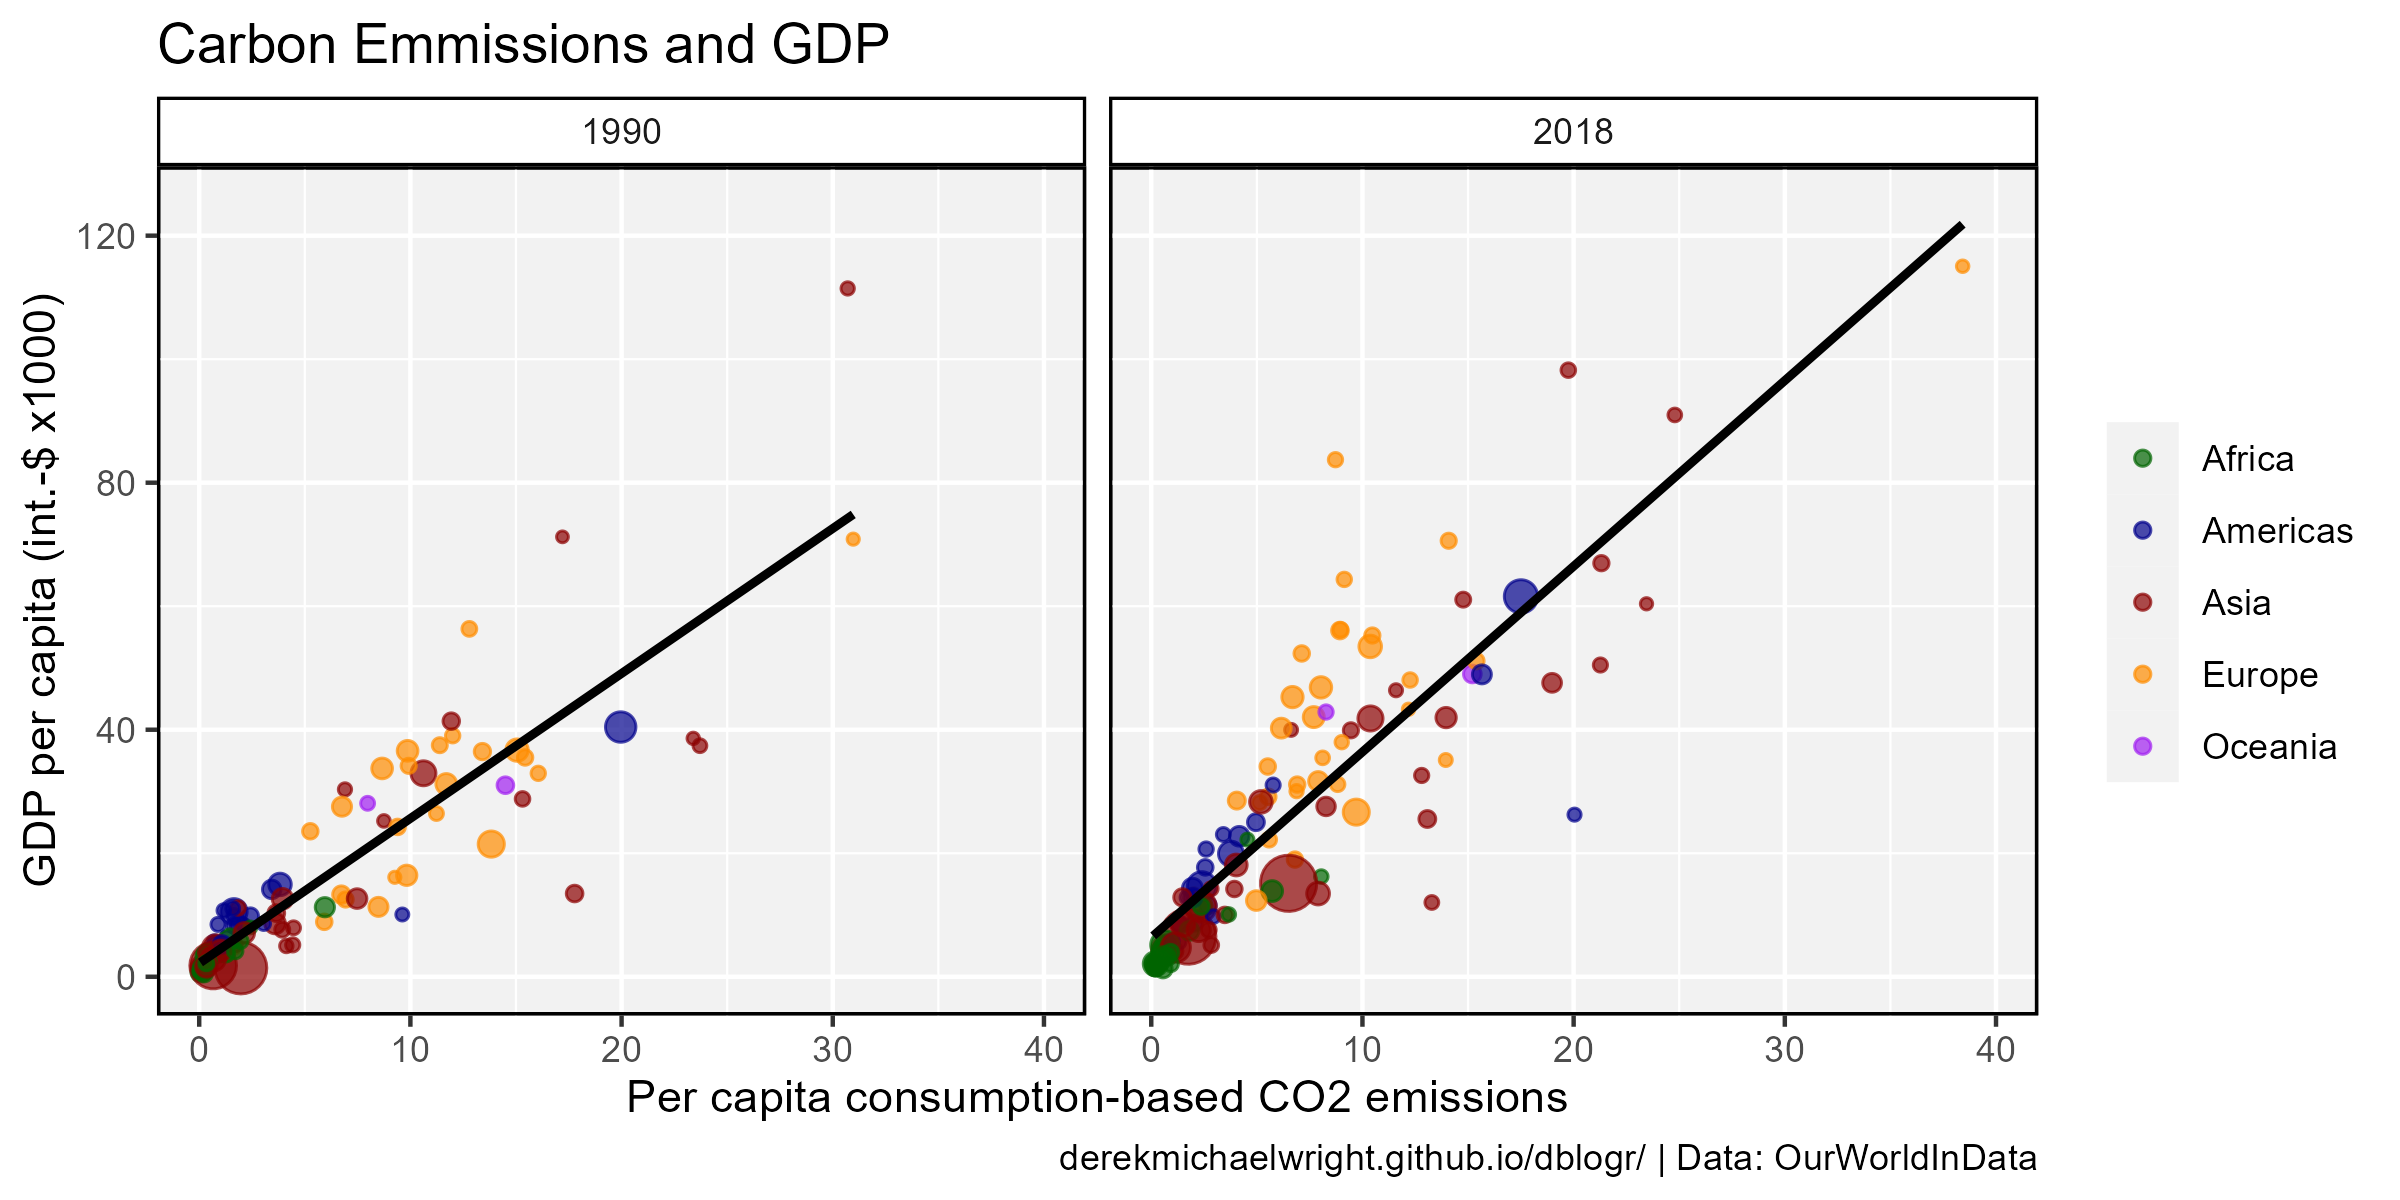 Carbon Emmissions and GDP
1990
2018
GDP per capita (int.-$ x1000)
120
80
40
0
0 10 20 30 40
0 10 20 30 40
Per capita consumption-based CO2 emissions
Africa
Americas
Asia
Europe
Oceania
derekmichaelwright.github.io/dblogr/ | Data: OurWorldInData